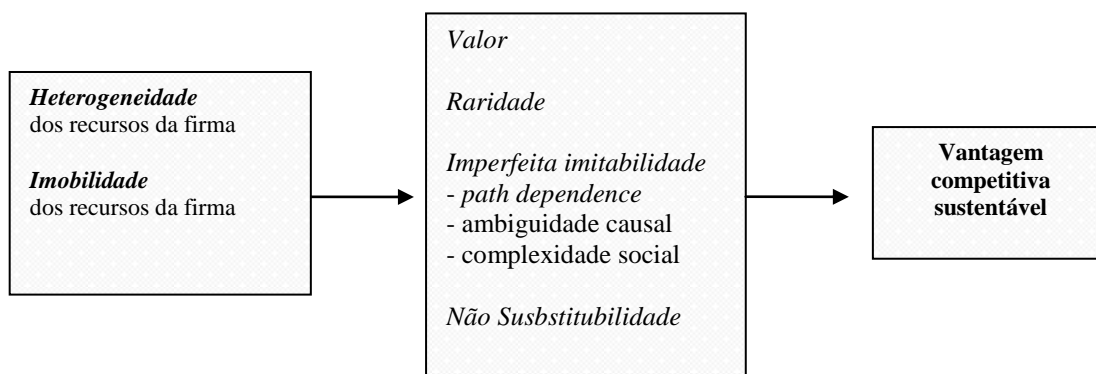 Heterogeneidade
dos recursos da firma
Imobilidade
dos recursos da firma
Valor
Raridade
Imperfeita imitabilidade
- path dependence
- ambiguidade causal
- complexidade social
Não Susbstitubilidade
Vantagem
competitiva
sustentável